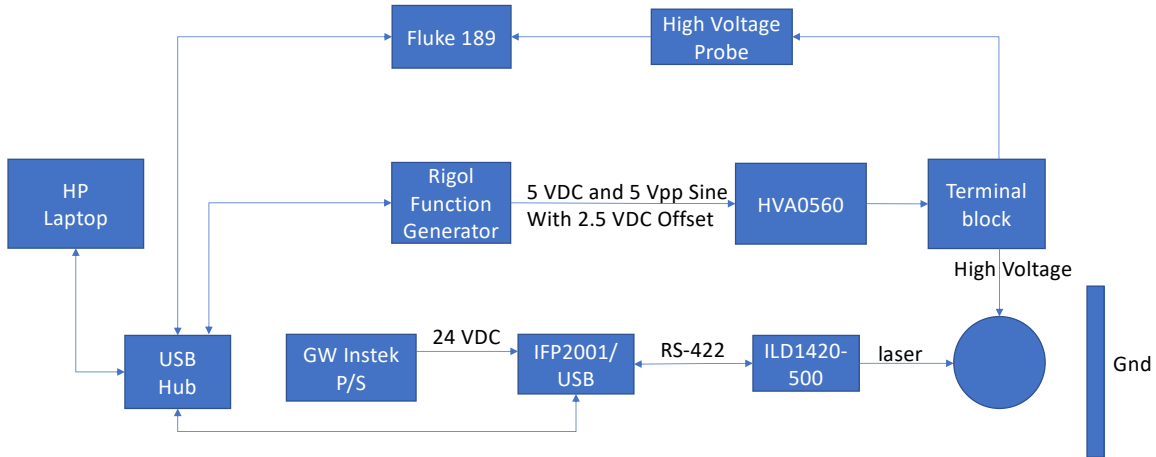 Fluke 189
High Voltage
Probe
HP
Laptop
Rigol
Function
Generator
5 VDC and 5 Vpp Sine
With 2.5 VDC Offset
HVA0560
Terminal
block
High Voltage
USB
Hub
GW Instek
P/S
24 VDC
IFP2001/
USB
RS-422
ILD1420-
500
laser
Gnd